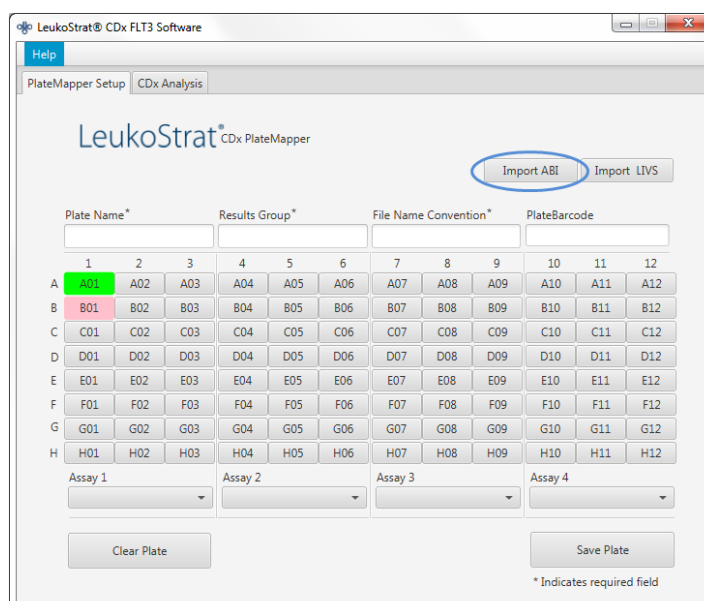 LeukoStrat® CDx FLT3 Software
Help
PlateMapper Setup CDx Analysis
LeukoStrat® CDx PlateMapper
Import ABI Import LIVS
Plate Name* Results Group* File Name Convention* PlateBarcode
1 2 3 4 5 6 7 8 9 10 11 12
A A01 A02 A03 A04 A05 A06 A07 A08 A09 A10 A11 A12
B B01 B02 B03 B04 B05 B06 B07 B08 B09 B10 B11 B12
C C01 C02 C03 C04 C05 C06 C07 C08 C09 C10 C11 C12
D D01 D02 D03 D04 D05 D06 D07 D08 D09 D10 D11 D12
E E01 E02 E03 E04 E05 E06 E07 E08 E09 E10 E11 E12
F F01 F02 F03 F04 F05 F06 F07 F08 F09 F10 F11 F12
G G01 G02 G03 G04 G05 G06 G07 G08 G09 G10 G11 G12
H H01 H02 H03 H04 H05 H06 H07 H08 H09 H10 H11 H12
Assay 1 Assay 2 Assay 3 Assay 4
Clear Plate Save Plate
* Indicates required field